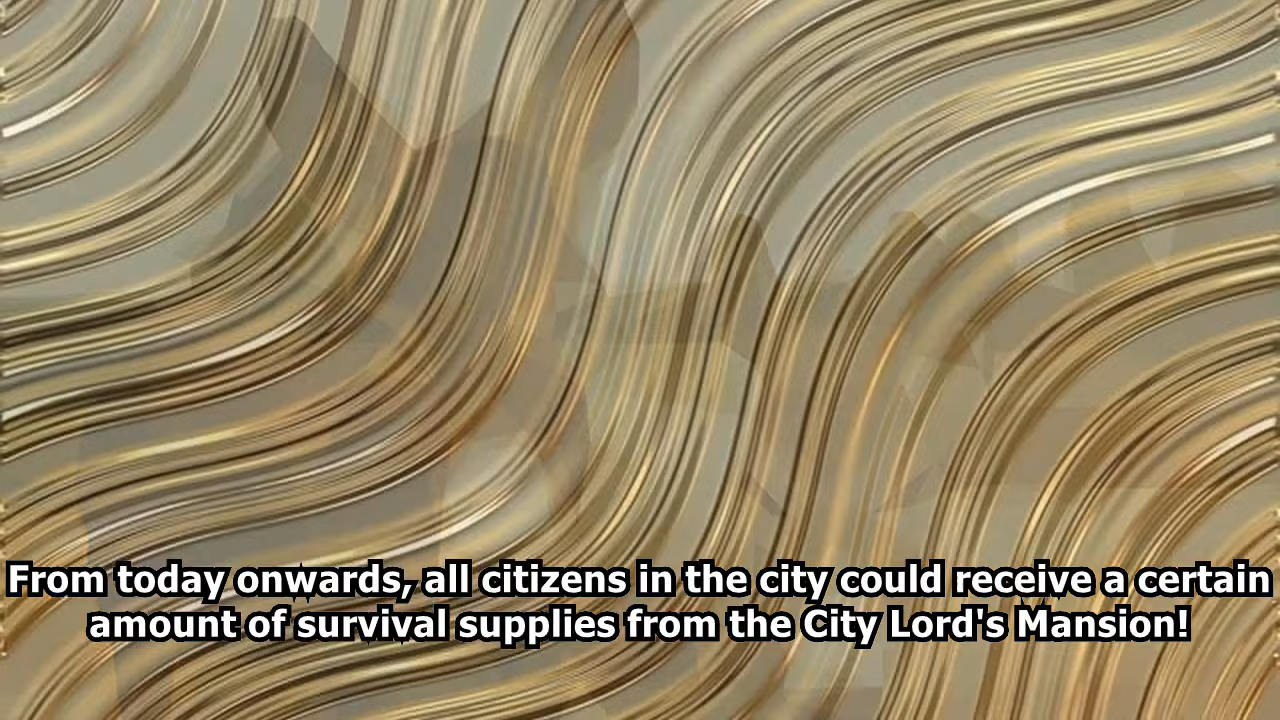 From today onwards, all citizens in the city could receive a certain
amount of survival supplies from the City Lord's Mansion!